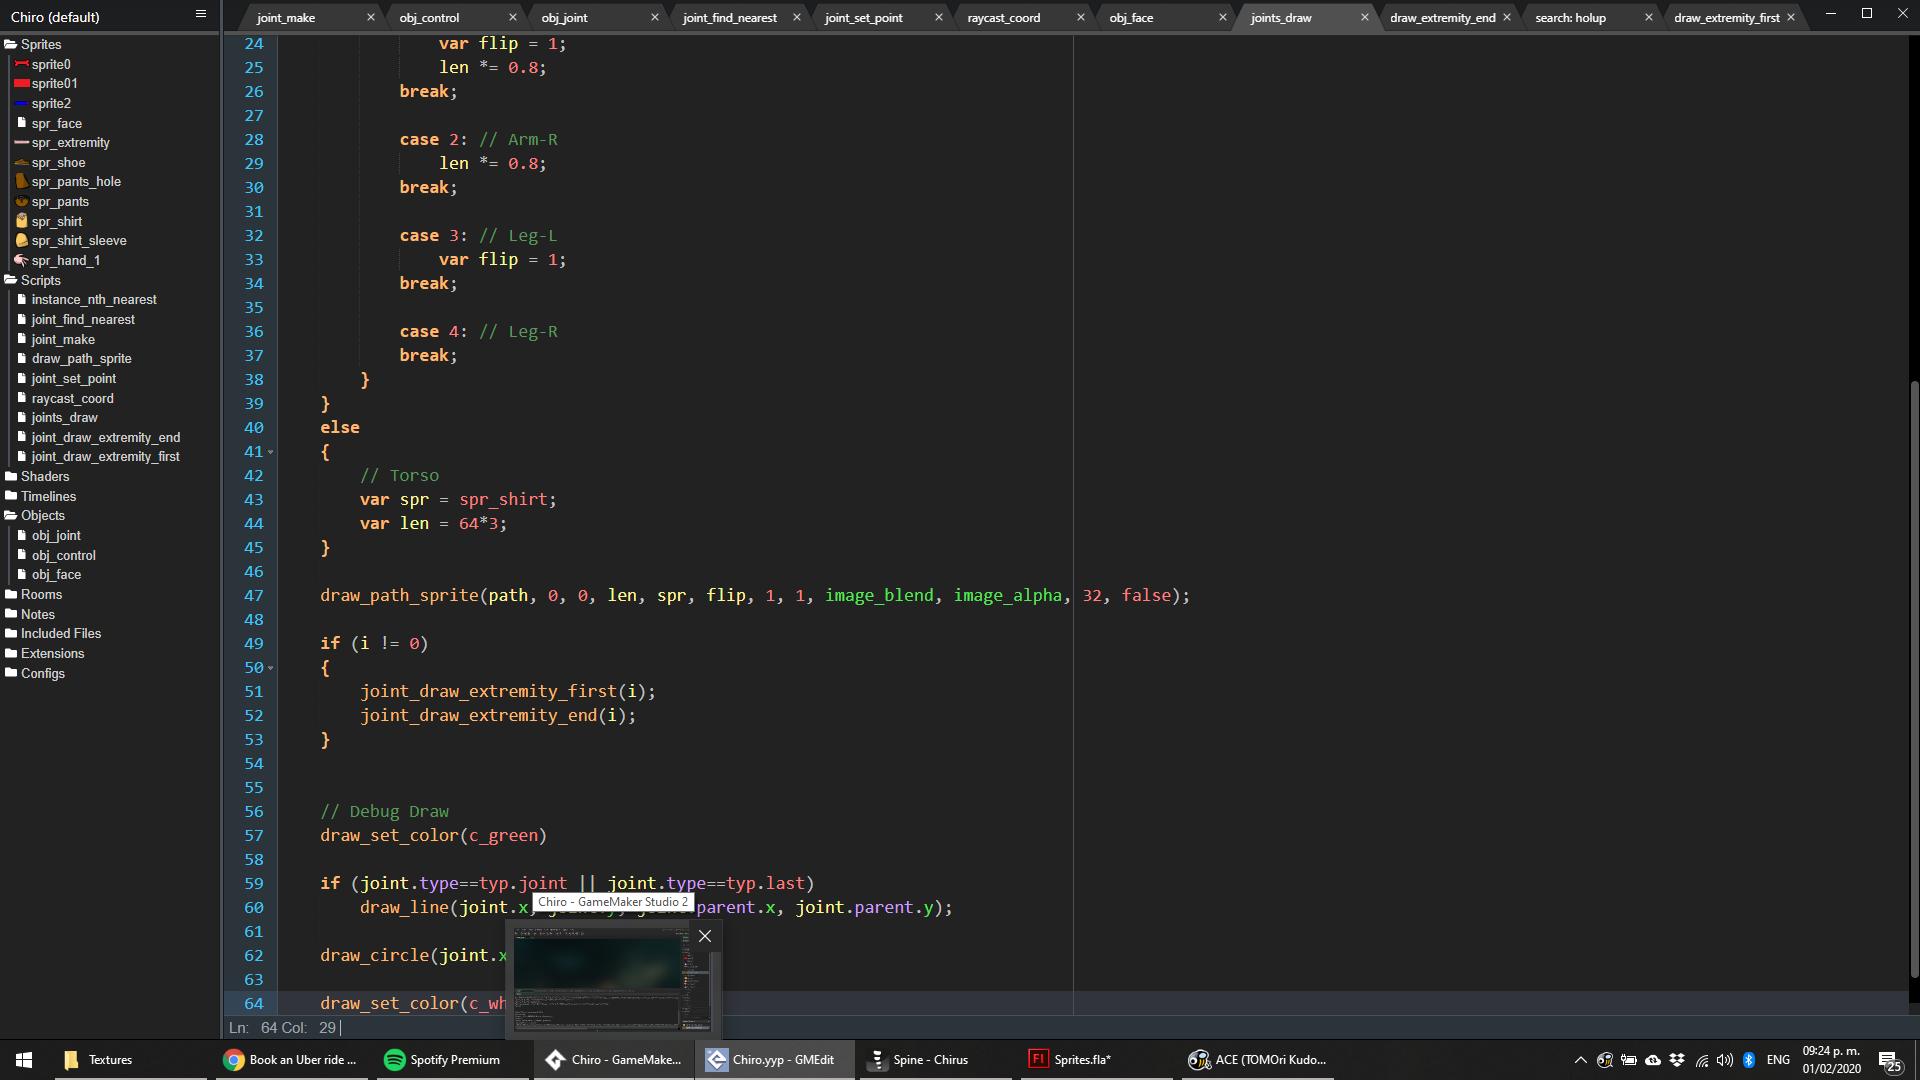 Chiro (default)
joint_make
obj_control
obj_joint
joint_find_nearest
joint_set_point
raycast_coord
obj_face
joints_draw
draw_extremity_end
search: holup
draw_extremity_first
Sprites
sprite0
sprite01
sprite2
spr_face
spr_extremity
spr_shoe
spr_pants_hole
spr_pants
spr_shirt
spr_shirt_sleeve
spr_hand_1
Scripts
instance_nth_nearest
joint_find_nearest
joint_make
draw_path_sprite
joint_set_point
raycast_coord
joints_draw
joint_draw_extremity_end
joint_draw_extremity_first
Shaders
Timelines
Objects
obj_joint
obj_control
obj_face
Rooms
Notes
Included Files
Extensions
Configs
24 var flip = 1;
25 len *= 0.8;
26 break;
27
28 case 2: // Arm-R
29 len *= 0.8;
30 break;
31
32 case 3: // Leg-L
33 var flip = 1;
34 break;
35
36 case 4: // Leg-R
37 break;
38 }
39 }
40 else
41 {
42 // Torso
43 var spr = spr_shirt;
44 var len = 64*3;
45 }
46
47 draw_path_sprite(path, 0, 0, len, spr, flip, 1, 1, image_blend, image_alpha, 32, false);
48
49 if (i != 0)
50 {
51 joint_draw_extremity_first(i);
52 joint_draw_extremity_end(i);
53 }
54
55
56 // Debug Draw
57 draw_set_color(c_green)
58
59 if (joint.type==typ.joint || joint.type==typ.last)
60 draw_line(joint.x, parent.x, joint.parent.y);
61
62 draw_circle(joint.x
63
64 draw_set_color(c_wh
Chiro - GameMaker Studio 2
Ln: 64 Col: 29
Textures
Book an Uber ride ...
Spotify Premium
Chiro - GameMake...
Chiro.yyp - GMEdit
Spine - Chirus
Fl
Sprites.fla*
ACE (TOMOri Kudo...
ENG
09:24 p. m.
01/02/2020
25